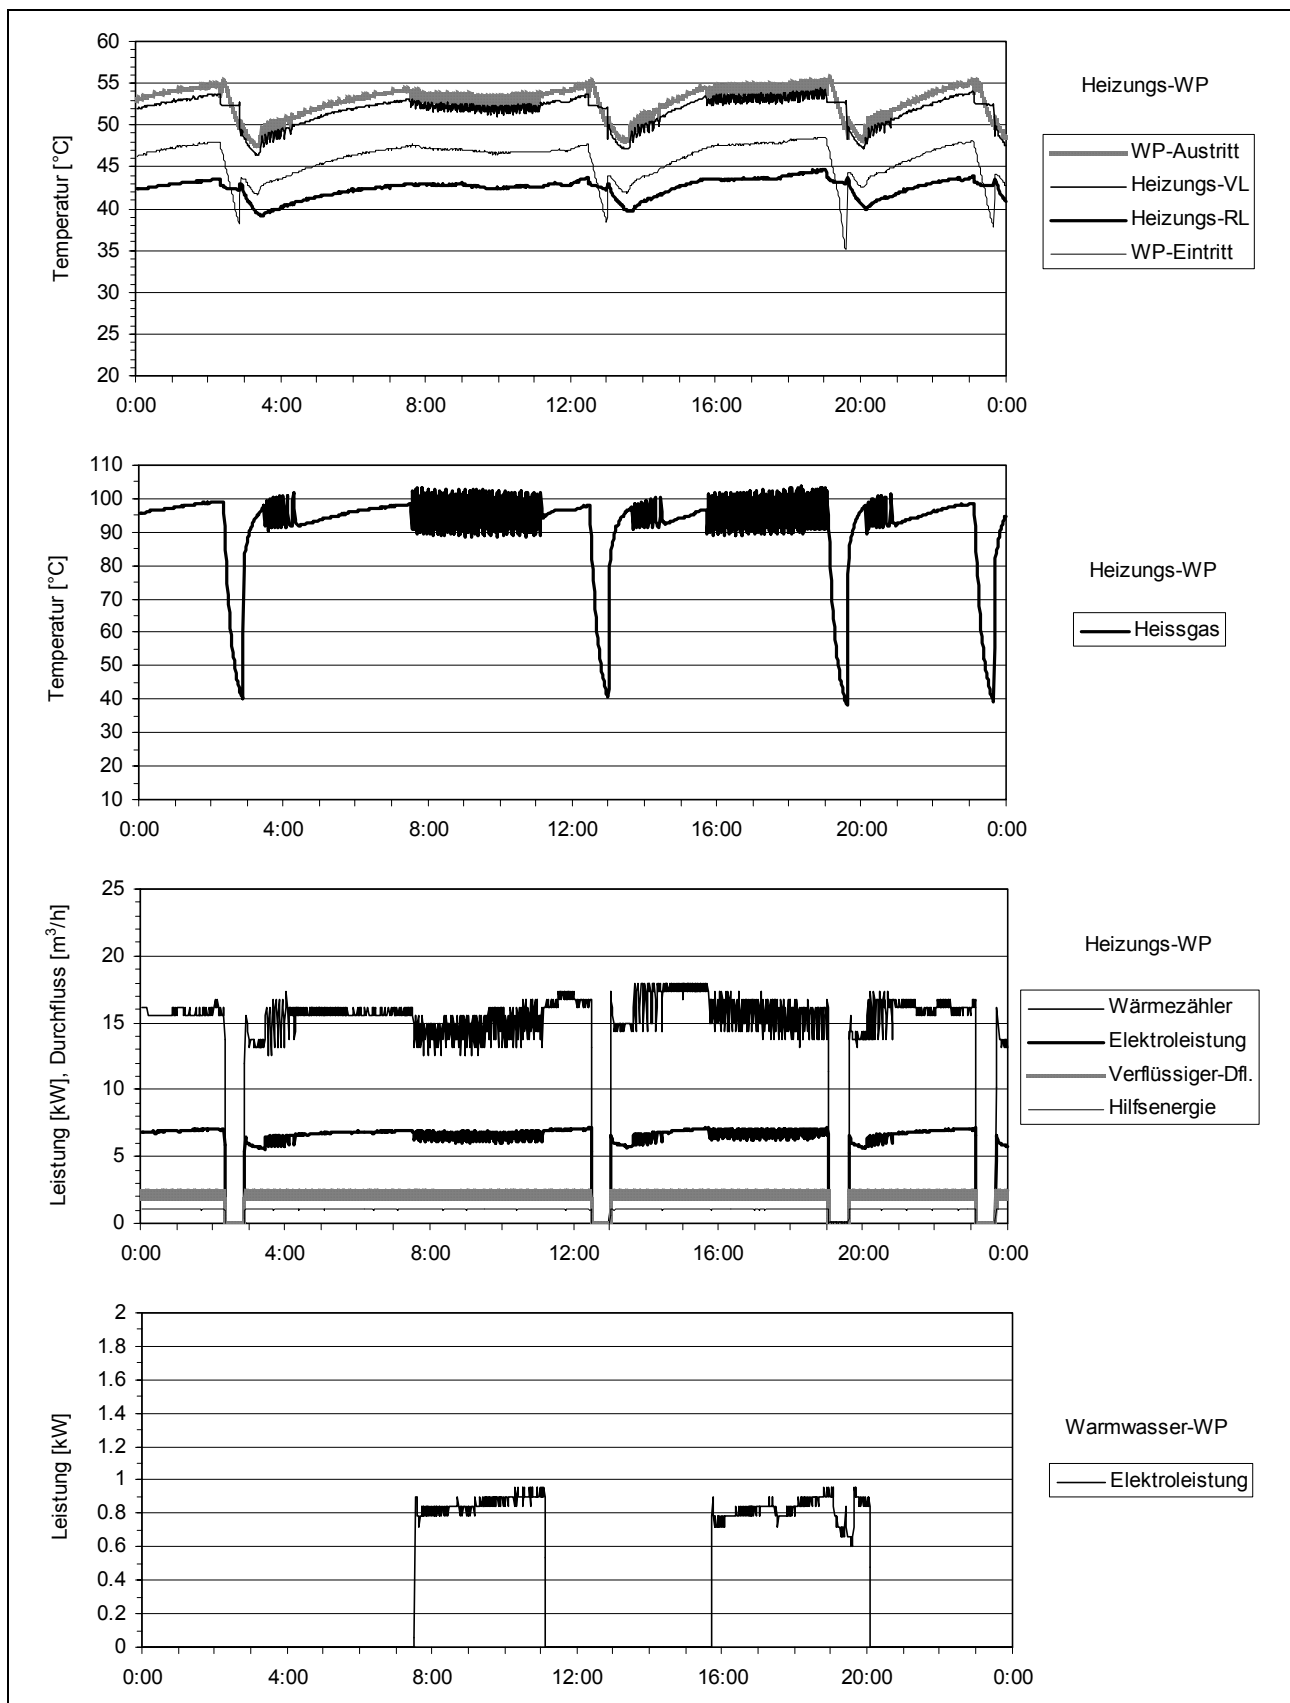 60
55
50
45
40
35
30
25
20
Temperatur [°C]
0:00 4:00 8:00 12:00 16:00 20:00 0:00
Heizungs-WP
WP-Austritt
Heizungs-VL
Heizungs-RL
WP-Eintritt
110
100
90
80
70
60
50
40
30
20
10
Temperatur [°C]
0:00 4:00 8:00 12:00 16:00 20:00 0:00
Heizungs-WP
Heissgas
25
20
15
10
5
0
Leistung [kW], Durchfluss [m³/h]
0:00 4:00 8:00 12:00 16:00 20:00 0:00
Heizungs-WP
Wärmezähler
Elektroleistung
Verflüssiger-Dfl.
Hilfsenergie
2
1.8
1.6
1.4
1.2
1
0.8
0.6
0.4
0.2
0
Leistung [kW]
0:00 4:00 8:00 12:00 16:00 20:00 0:00
Warmwasser-WP
Elektroleistung